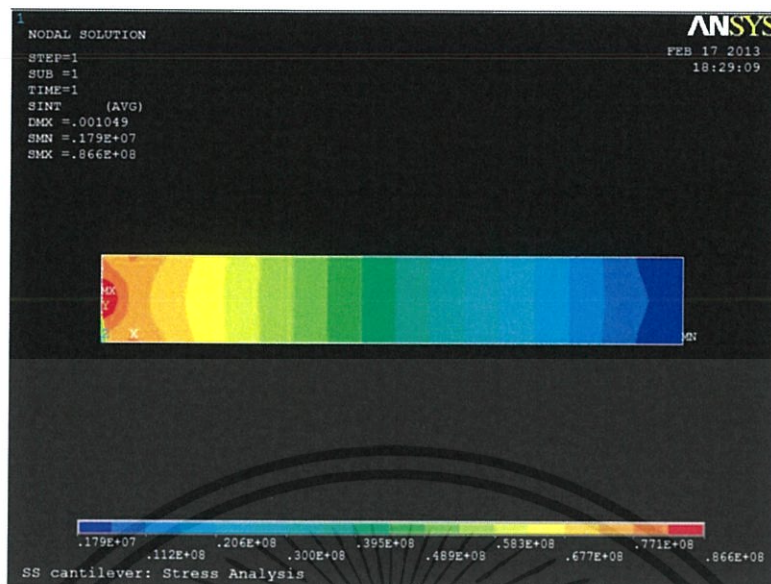 1
NODAL SOLUTION
STEP=1
SUB =1
TIME=1
SINT (AVG)
DMX =.001049
SMN =.179E+07
SMX =.866E+08
ANSYS
FEB 17 2013
18:29:09
MX
Y
X
MN
.179E+07 .206E+08 .395E+08 .583E+08 .771E+08
.112E+08 .300E+08 .489E+08 .677E+08 .866E+08
SS cantilever: Stress Analysis